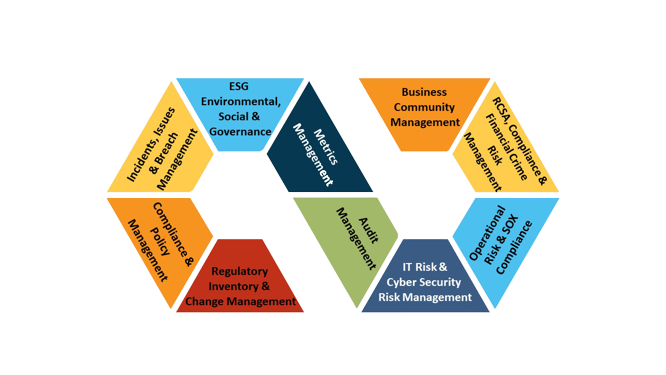 ESG
Environmental,
Social &
Governance
Metrics
Management
Business
Community
Management
RCSA, Compliance &
Financial Crime
Risk
Management
Incidents, Issues
& Breach
Management
Compliance &
Policy
Management
Regulatory
Inventory &
Change Management
Audit
Management
IT Risk &
Cyber Security
Risk Management
Operational
Risk & SOX
Compliance